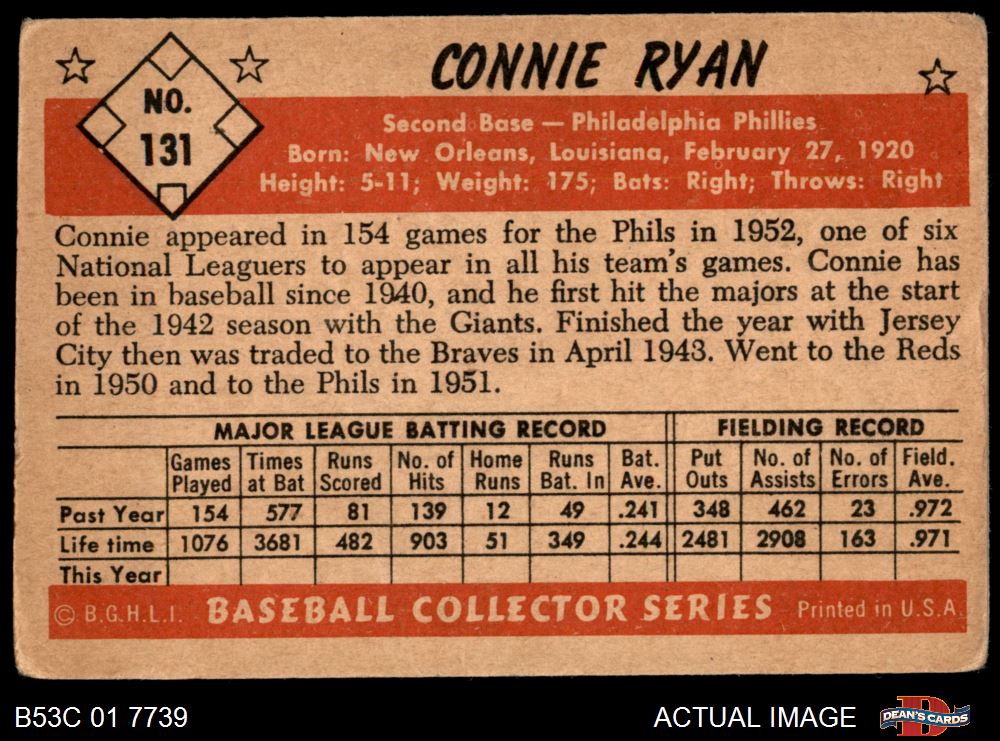 CONNIE RYAN
NO.
131
Second Base — Philadelphia Phillies
Born: New Orleans, Louisiana, February 27, 1920
Height: 5-11; Weight: 175; Bats: Right; Throws: Right
Connie appeared in 154 games for the Phils in 1952, one of six
National Leaguers to appear in all his team's games. Connie has
been in baseball since 1940, and he first hit the majors at the start
of the 1942 season with the Giants. Finished the year with Jersey
City then was traded to the Braves in April 1943. Went to the Reds
in 1950 and to the Phils in 1951.
MAJOR LEAGUE BATTING RECORD FIELDING RECORD
Games Times Runs No. of Home Runs Bat. Put No. of No. of Field.
Played at Bat Scored Hits Runs Bat. In Ave. Outs Assists Errors Ave.
Past Year 154 577 81 139 12 49 .241 348 462 23 .972
Life time 1076 3681 482 903 51 349 .244 2481 2908 163 .971
This Year
© B.G.H.L.I. BASEBALL COLLECTOR SERIES Printed in U.S.A.
B53C 01 7739 ACTUAL IMAGE DEAN'S CARDS